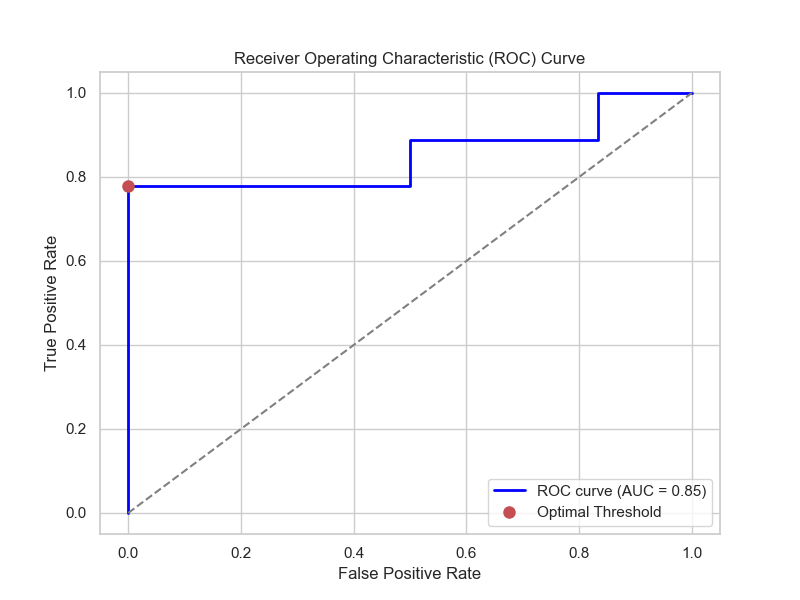 Receiver Operating Characteristic (ROC) Curve
1.0
0.8
0.6
0.4
0.2
0.0
True Positive Rate
ROC curve (AUC = 0.85)
Optimal Threshold
0.0 0.2 0.4 0.6 0.8 1.0
False Positive Rate